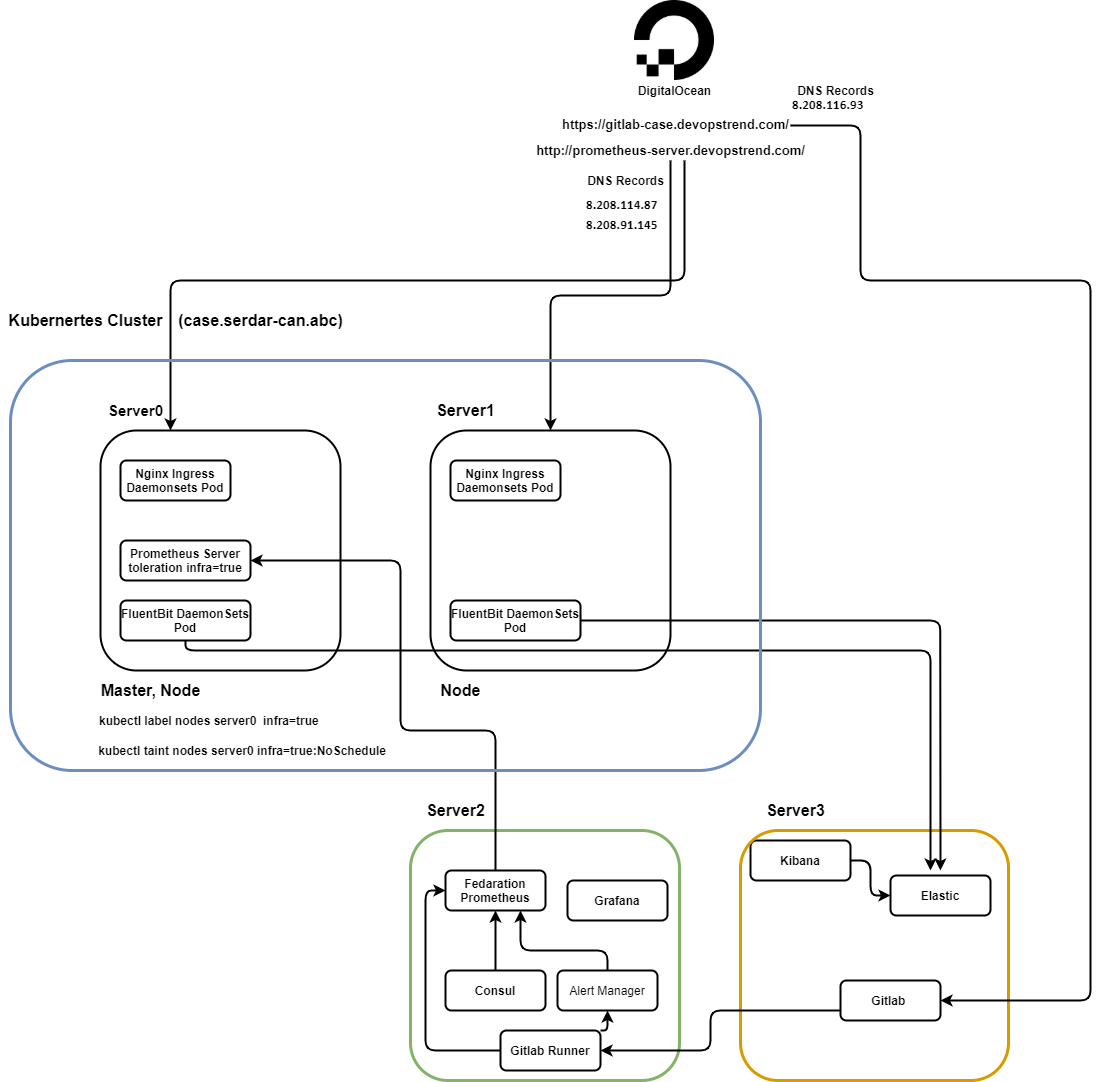 DigitalOcean
DNS Records
8.208.116.93
https://gitlab-case.devopstrend.com/
http://prometheus-server.devopstrend.com/
DNS Records
8.208.114.87
8.208.91.145
Kubernertes Cluster (case.serdar-can.abc)
Server0
Server1
Nginx Ingress
Daemonsets Pod
Nginx Ingress
Daemonsets Pod
Prometheus Server
toleration infra=true
FluentBit DaemonSets
Pod
FluentBit DaemonSets
Pod
Master, Node
Node
kubectl label nodes server0 infra=true
kubectl taint nodes server0 infra=true:NoSchedule
Server2
Server3
Fedaration
Prometheus
Grafana
Kibana
Elastic
Consul
Alert Manager
Gitlab
Gitlab Runner